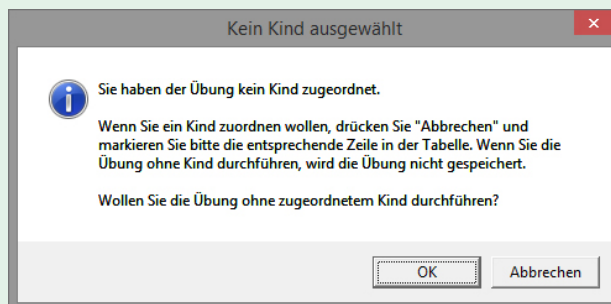 Kein Kind ausgewählt
Sie haben der Übung kein Kind zugeordnet.
Wenn Sie ein Kind zuordnen wollen, drücken Sie "Abbrechen" und
markieren Sie bitte die entsprechende Zeile in der Tabelle. Wenn Sie die
Übung ohne Kind durchführen, wird die Übung nicht gespeichert.
Wollen Sie die Übung ohne zugeordnetem Kind durchführen?
OK
Abbrechen